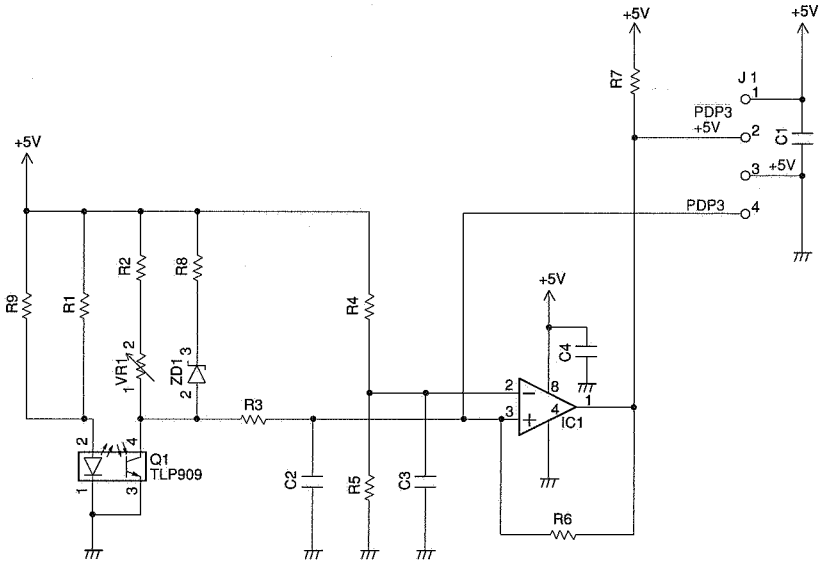 +5V
+5V
R7
J1
1
PDP3
+5V
2
C1
3
+5V
PDP3
4
+5V
R9
R1
R2
R8
R4
+5V
VR1
2
1
ZD1
3
2
C4
2
8
3
4
1
IC1
R3
2
4
Q1
TLP909
1
3
C2
R5
C3
R6